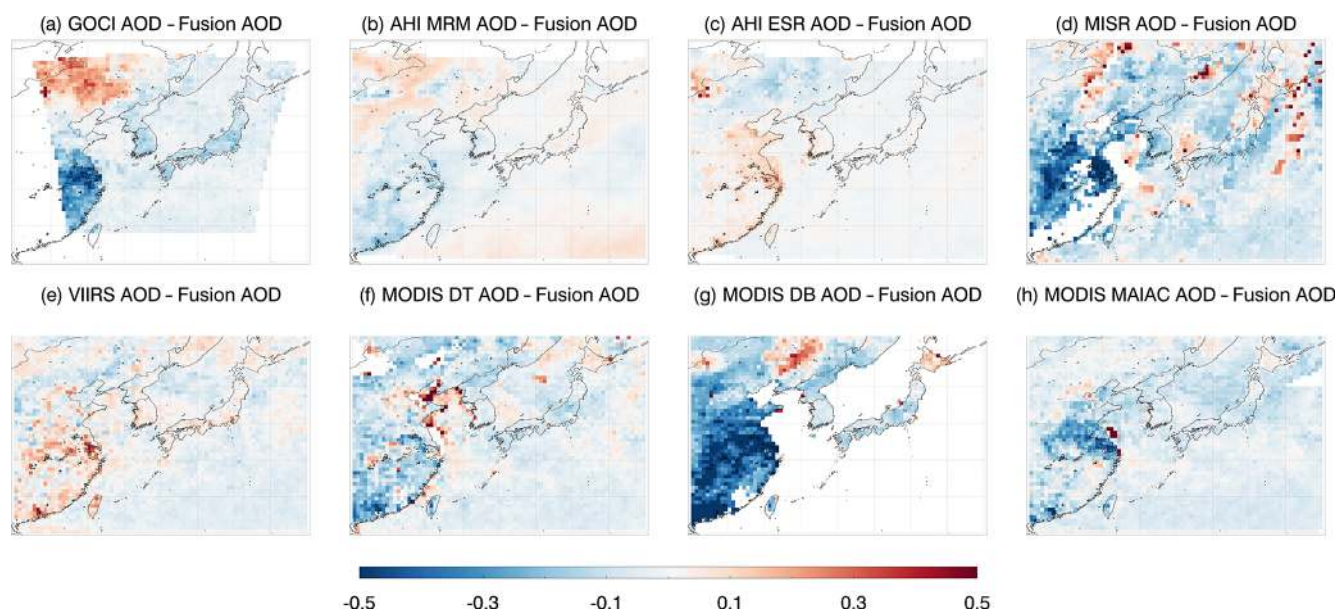 (a) GOCI AOD – Fusion AOD
(b) AHI MRM AOD – Fusion AOD
(c) AHI ESR AOD – Fusion AOD
(d) MISR AOD – Fusion AOD
(e) VIIRS AOD – Fusion AOD
(f) MODIS DT AOD – Fusion AOD
(g) MODIS DB AOD – Fusion AOD
(h) MODIS MAIAC AOD – Fusion AOD
-0.5 -0.3 -0.1 0.1 0.3 0.5